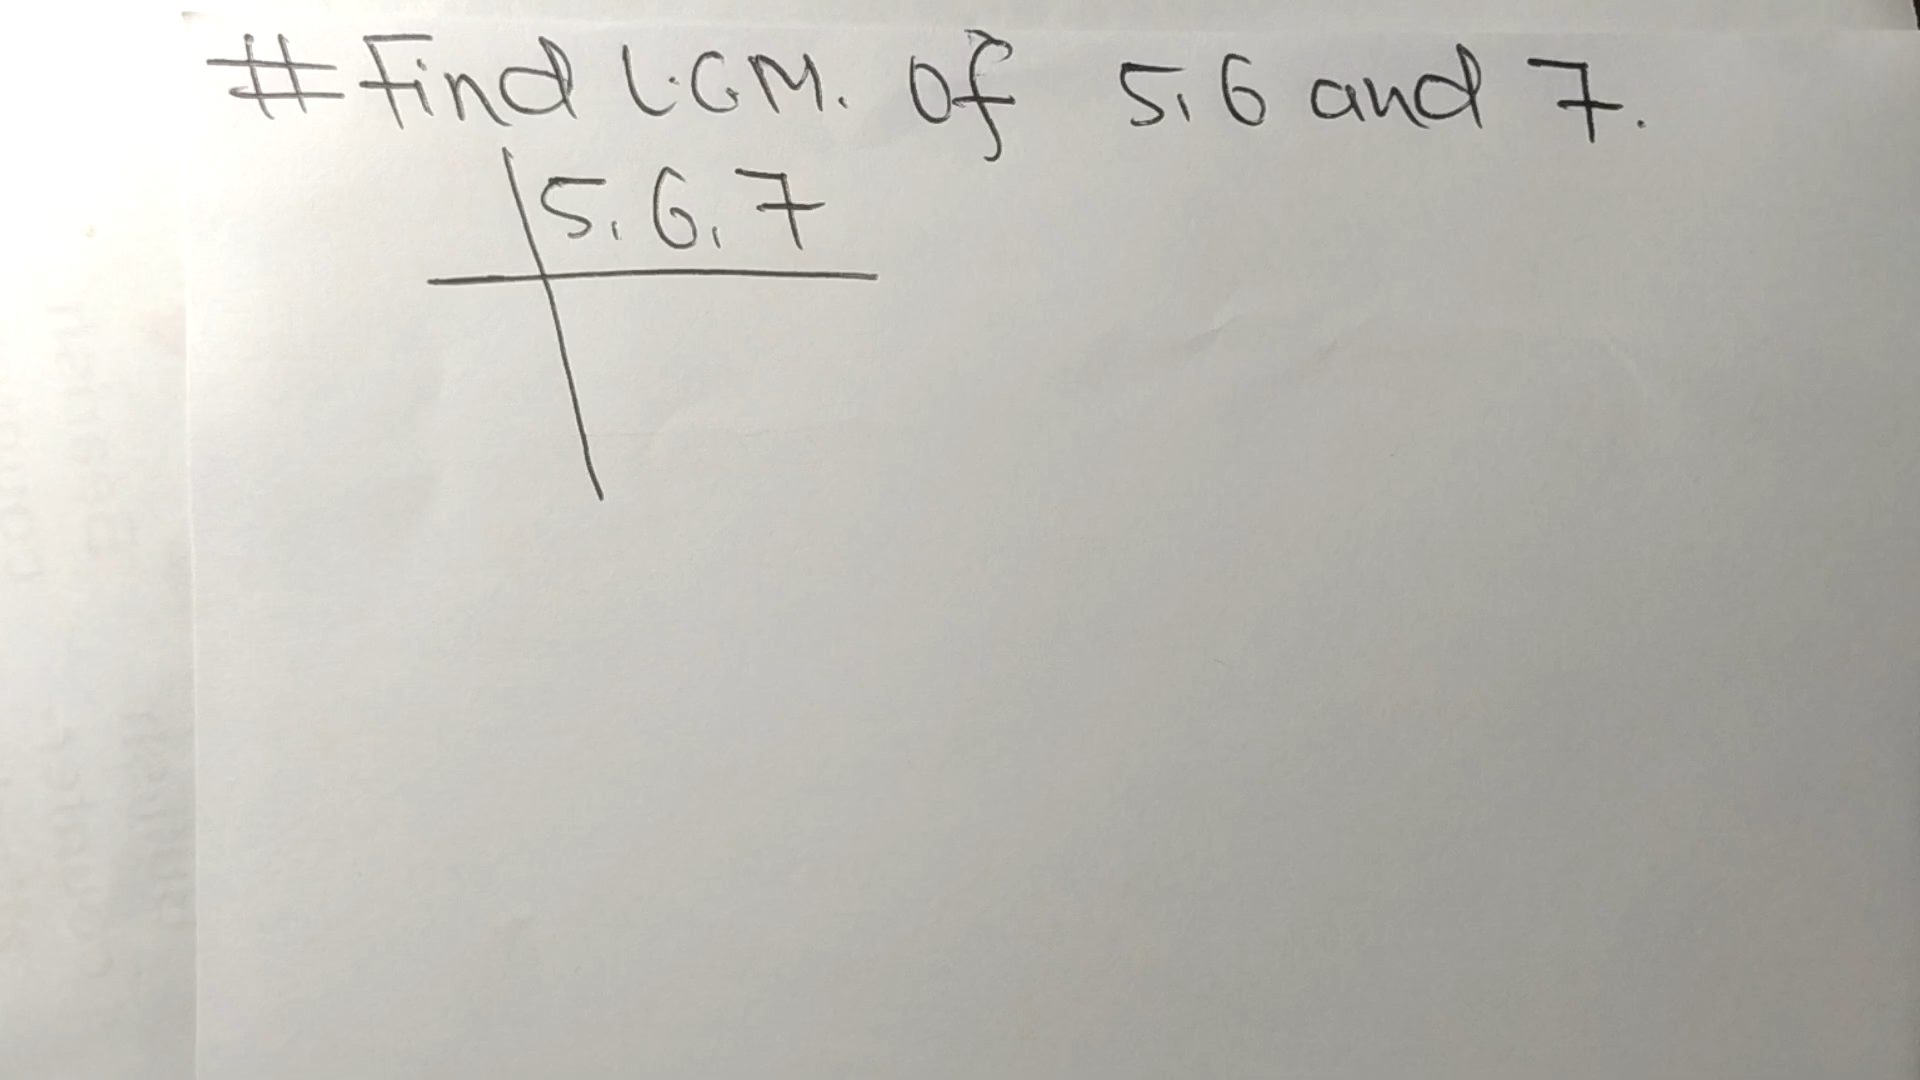 # Find L.C.M. of 5, 6 and 7.
5, 6, 7